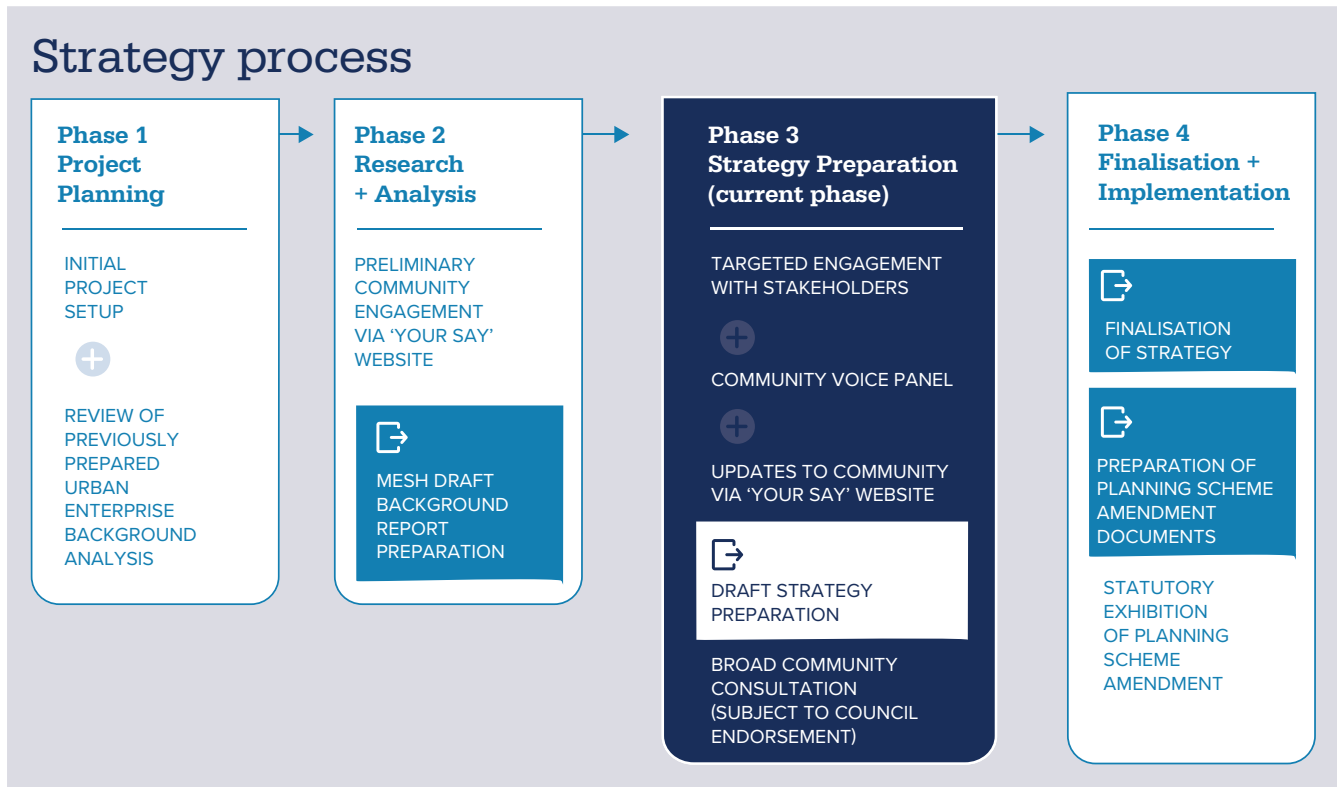 Strategy process
Phase 1
Project
Planning
INITIAL
PROJECT
SETUP
REVIEW OF
PREVIOUSLY
PREPARED
URBAN
ENTERPRISE
BACKGROUND
ANALYSIS
Phase 2
Research
+ Analysis
PRELIMINARY
COMMUNITY
ENGAGEMENT
VIA ‘YOUR SAY’
WEBSITE
MESH DRAFT
BACKGROUND
REPORT
PREPARATION
Phase 3
Strategy Preparation
(current phase)
TARGETED ENGAGEMENT
WITH STAKEHOLDERS
COMMUNITY VOICE PANEL
UPDATES TO COMMUNITY
VIA ‘YOUR SAY’ WEBSITE
DRAFT STRATEGY
PREPARATION
BROAD COMMUNITY
CONSULTATION
(SUBJECT TO COUNCIL
ENDORSEMENT)
Phase 4
Finalisation +
Implementation
FINALISATION
OF STRATEGY
PREPARATION OF
PLANNING SCHEME
AMENDMENT
DOCUMENTS
STATUTORY
EXHIBITION
OF PLANNING
SCHEME
AMENDMENT